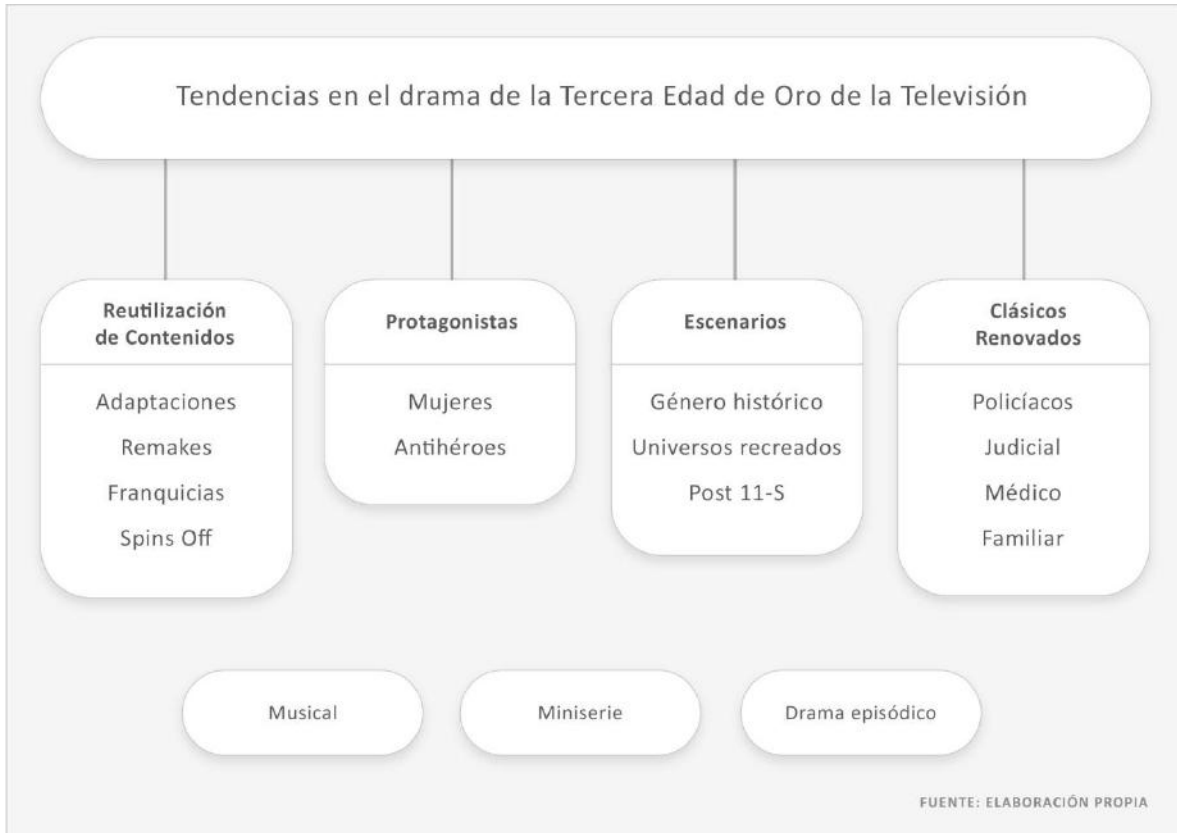 Tendencias en el drama de la Tercera Edad de Oro de la Televisión
Reutilización
de Contenidos
Adaptaciones
Remakes
Franquicias
Spins Off
Protagonistas
Mujeres
Antihéroes
Escenarios
Género histórico
Universos recreados
Post 11-S
Clásicos
Renovados
Policíacos
Judicial
Médico
Familiar
Musical
Miniserie
Drama episódico
FUENTE: ELABORACIÓN PROPIA